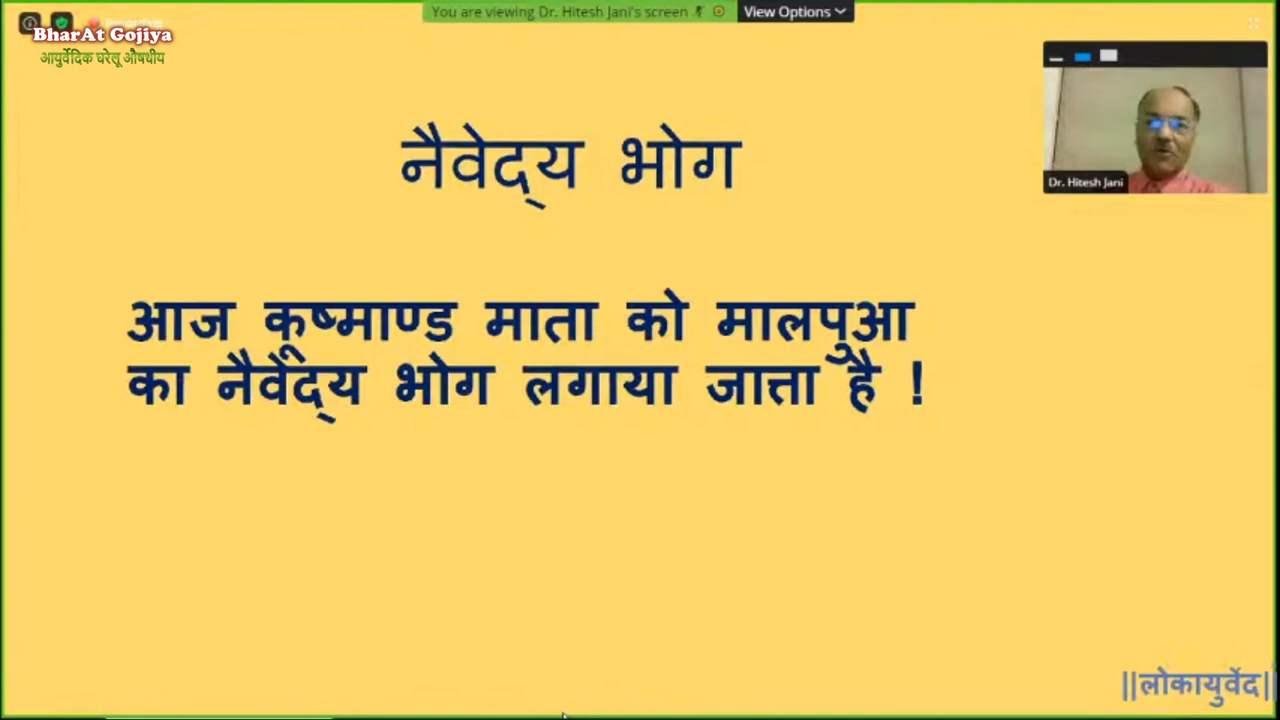 You are viewing Dr. Hitesh Jani's screen
View Options
BharAt Gojiya
आयुर्वेदिक घरेलू औषधीय
Dr. Hitesh Jani
नैवेद्‌य भोग
आज कूष्माण्ड माता को मालपुआ
का नैवेद्‌य भोग लगाया जात्ता है !
||लोकायुर्वेद|